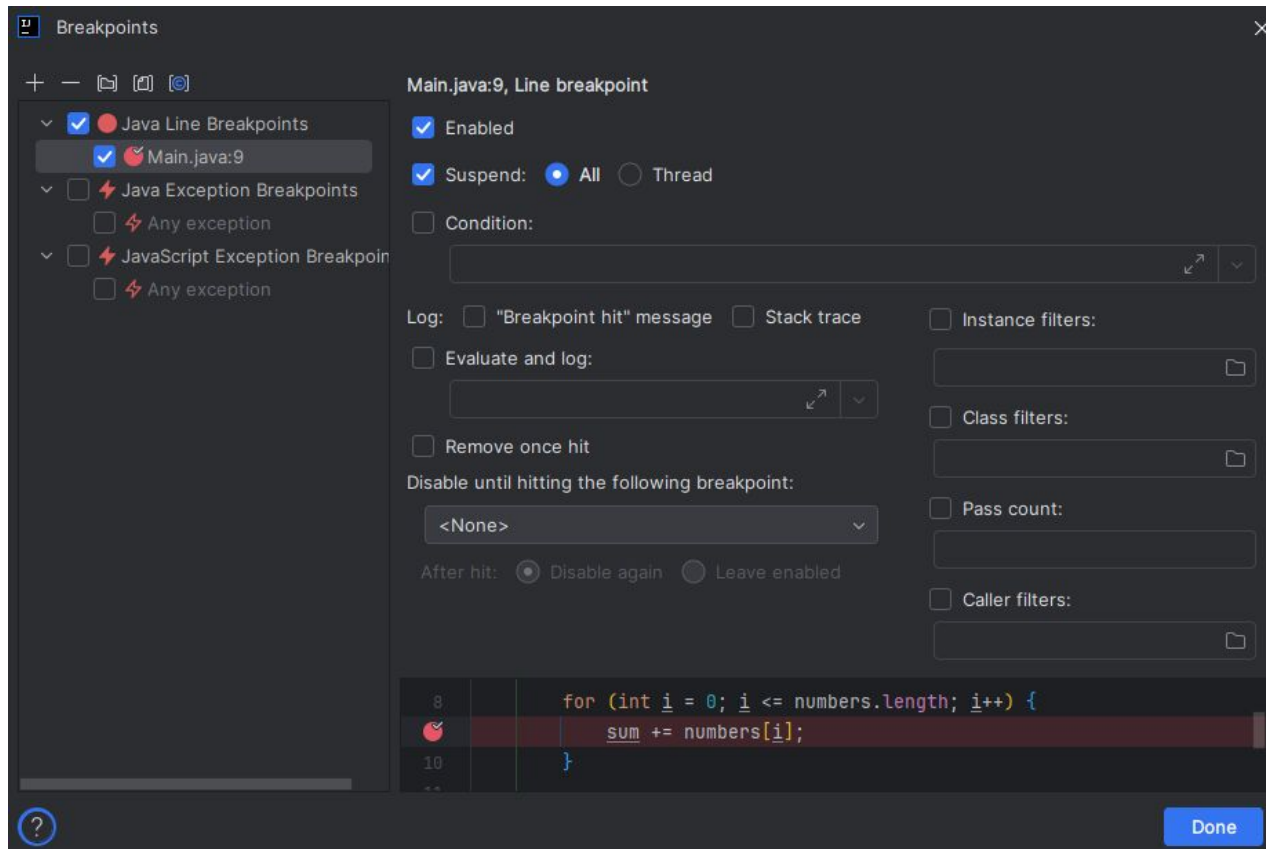 Breakpoints
Java Line Breakpoints
Main.java:9
Java Exception Breakpoints
Any exception
JavaScript Exception Breakpoin
Any exception
Main.java:9, Line breakpoint
Enabled
Suspend: All Thread
Condition:
Log: "Breakpoint hit" message Stack trace
Evaluate and log:
Remove once hit
Disable until hitting the following breakpoint:
<None>
After hit: Disable again Leave enabled
Instance filters:
Class filters:
Pass count:
Caller filters:
8 for (int i = 0; i <= numbers.length; i++) {
sum += numbers[i];
10 }
? Done